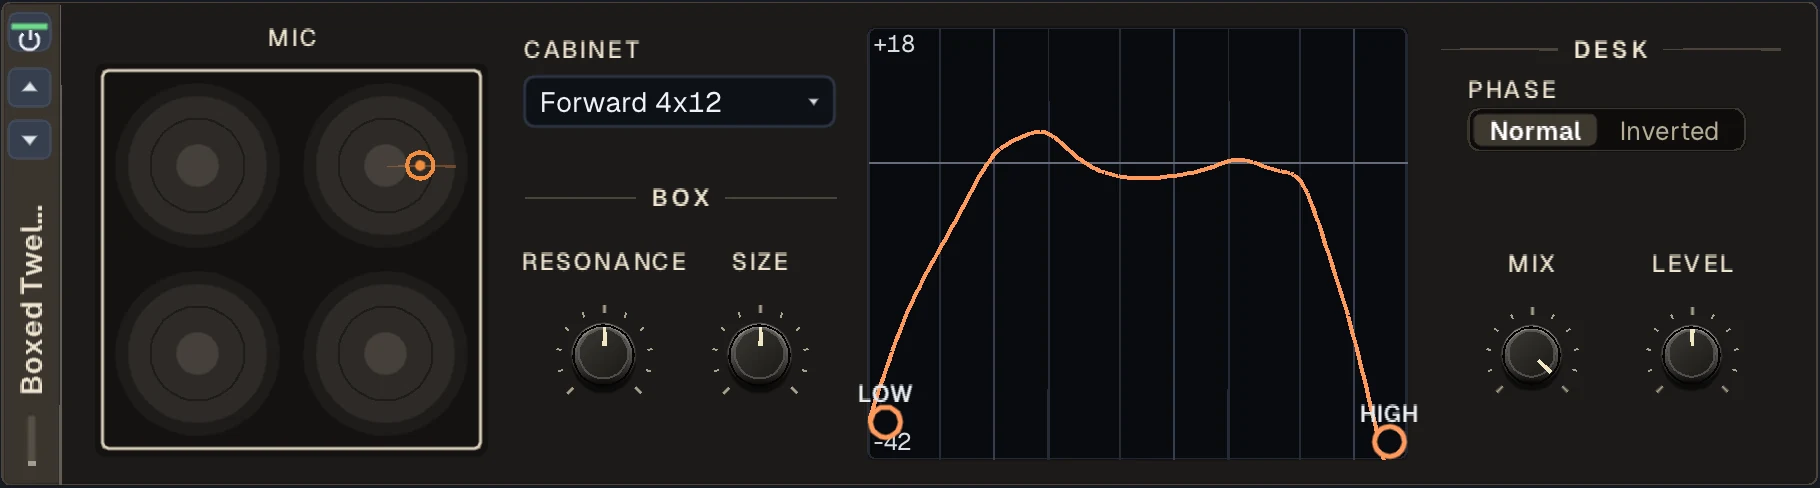 Boxed Twel...
MIC
CABINET
Forward 4x12
BOX
RESONANCE SIZE
+18
LOW
-42
HIGH
DESK
PHASE
Normal Inverted
MIX LEVEL